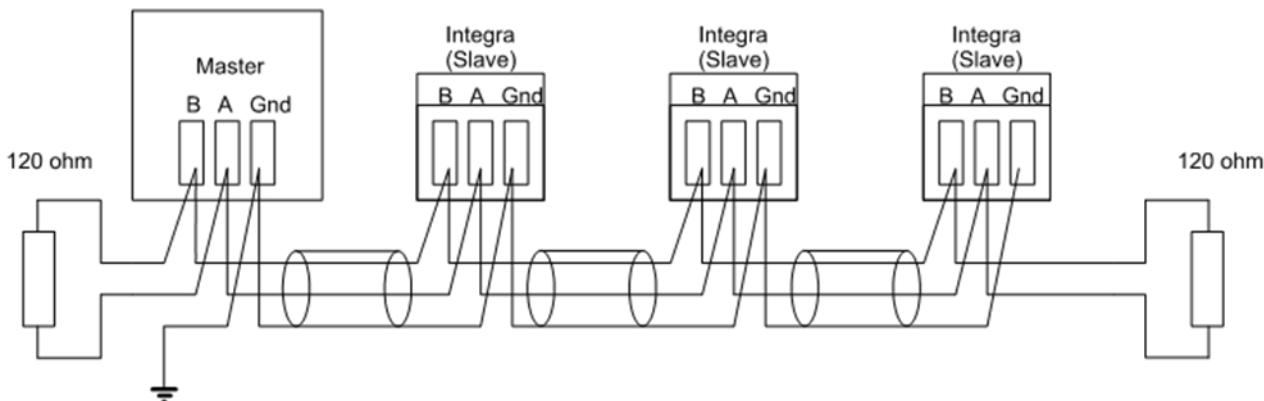 Master
B A Gnd
Integra
(Slave)
B A Gnd
Integra
(Slave)
B A Gnd
Integra
(Slave)
B A Gnd
120 ohm
120 ohm